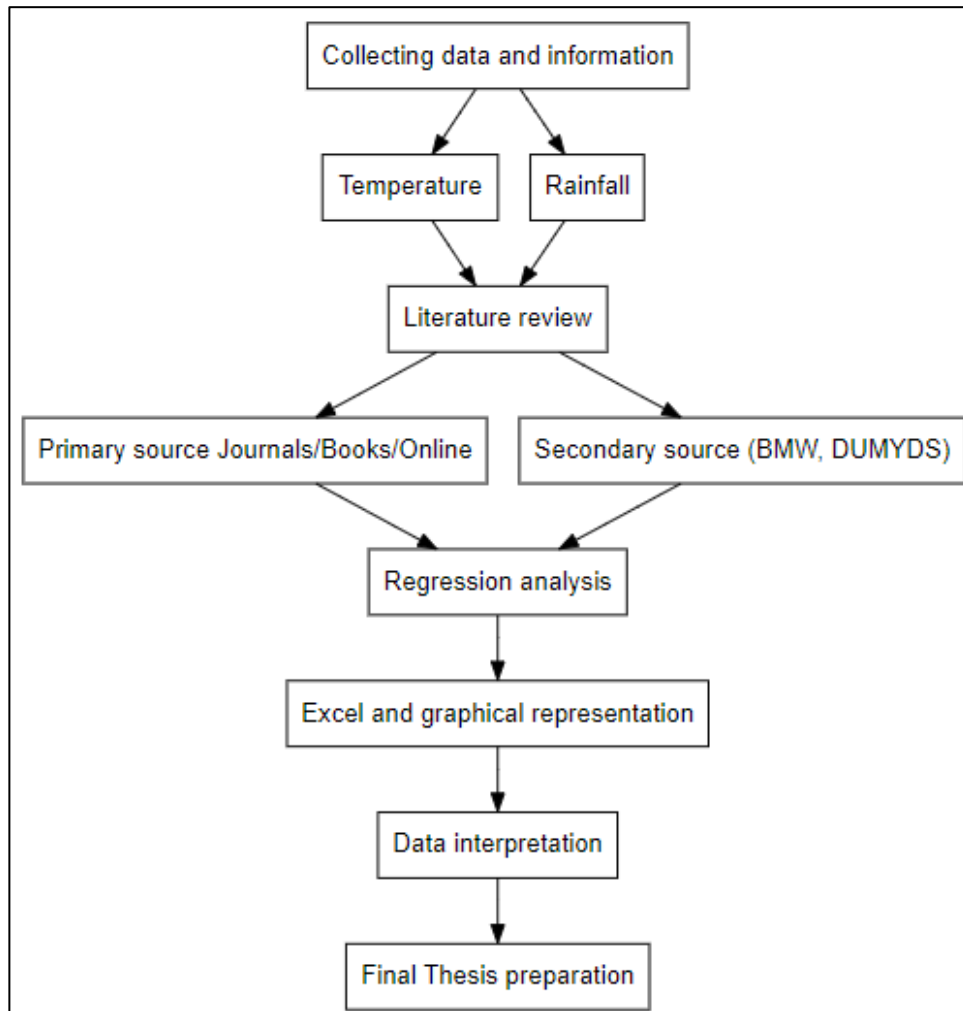 Collecting data and information
Temperature
Rainfall
Literature review
Primary source Journals/Books/Online
Secondary source (BMW, DUMYDS)
Regression analysis
Excel and graphical representation
Data interpretation
Final Thesis preparation